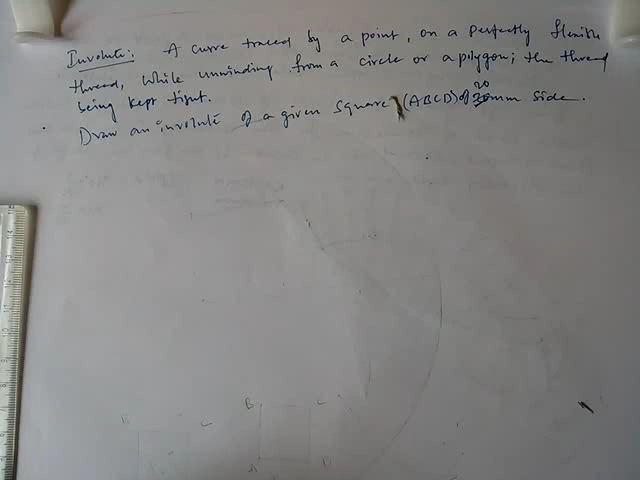 Involute: A curve traced by a point, on a perfectly flexible
thread, while unwinding from a circle or a polygon; the thread
being kept tight.
Draw an involute of a given square (ABCD) of 20mm side.
B C B C
A D